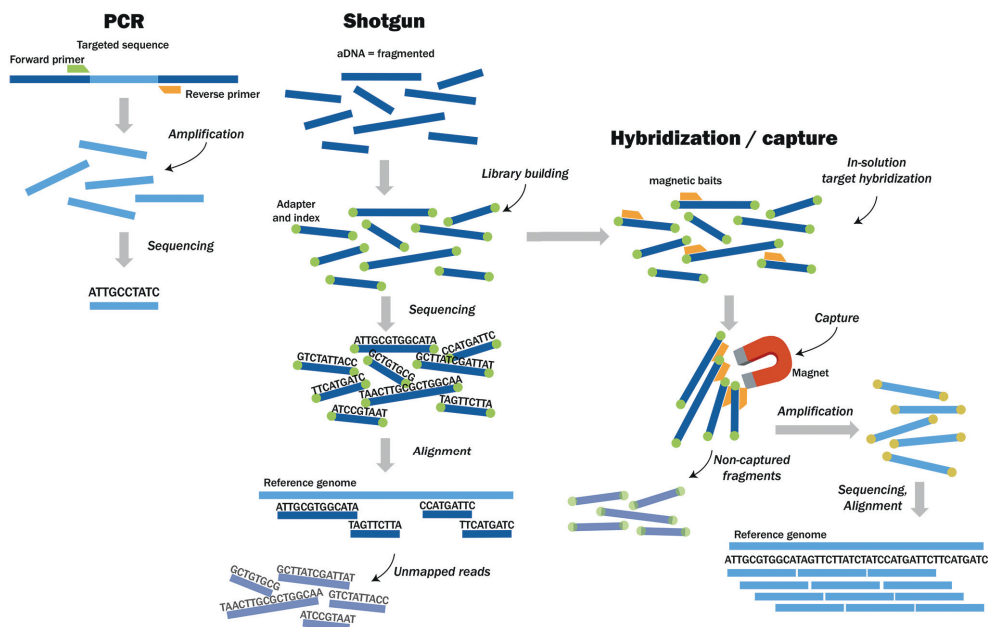 PCR
Targeted sequence
Forward primer
Reverse primer
Amplification
Sequencing
ATTGCCTATC
Shotgun
aDNA = fragmented
Library building
Adapter
and index
Sequencing
ATTGCGTGGCATA
CCATGATTC
GTCTATTACC
GCTGTGCG
GCTTATCGATTAT
TTCATGATC
TAACTTGCGCTGGCAA
TAGTTCTTA
ATCCGTAAT
Alignment
Reference genome
ATTGCGTGGCATA
CCATGATTC
TAGTTCTTA
TTCATGATC
Unmapped reads
GCTGTGCG
GCTTATCGATTAT
TAACTTGCGCTGGCAA
GTCTATTACC
ATCCGTAAT
Hybridization / capture
In-solution
target hybridization
magnetic baits
Capture
Magnet
Amplification
Non-captured
fragments
Sequencing,
Alignment
Reference genome
ATTGCGTGGCATAGTTCTTATCTATCCATGATTCTTCATGATC